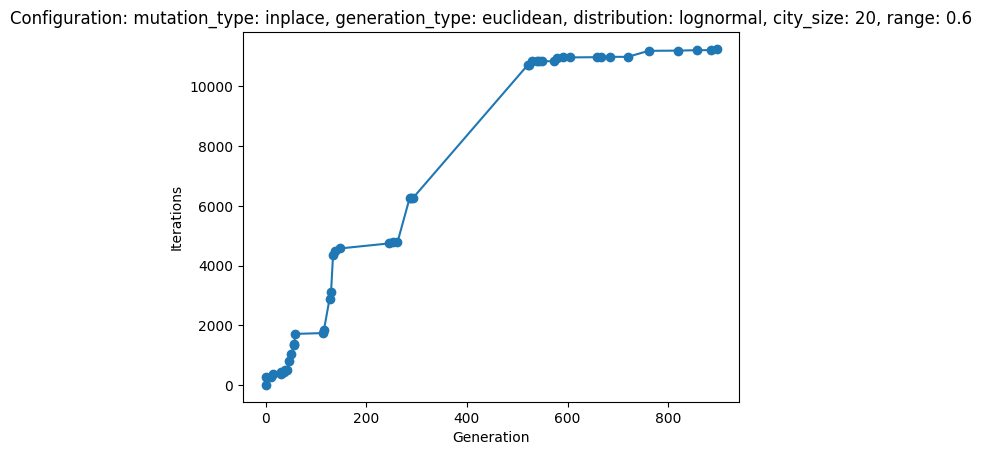 Configuration: mutation_type: inplace, generation_type: euclidean, distribution: lognormal, city_size: 20, range: 0.6
10000
8000
6000
4000
2000
0
Iterations
0 200 400 600 800
Generation